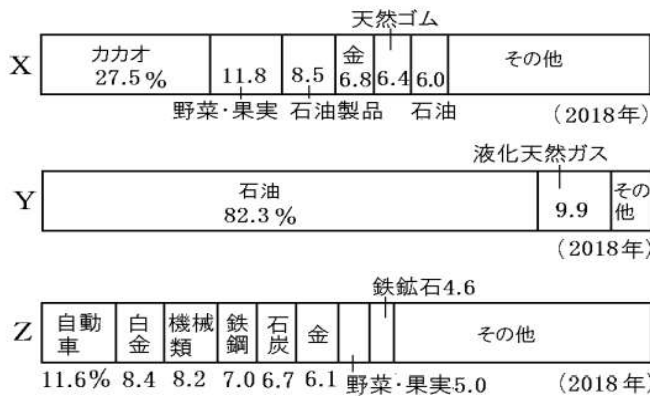 天然ゴム
X
カカオ
27.5%
11.8
8.5
金
6.8
6.4
6.0
その他
野菜・果実
石油製品
石油
(2018年)
液化天然ガス
Y
石油
82.3%
9.9
その他
(2018年)
鉄鉱石4.6
Z
自動車
白金
機械類
鉄鋼
石炭
金
その他
11.6%
8.4
8.2
7.0
6.7
6.1
野菜・果実5.0
(2018年)